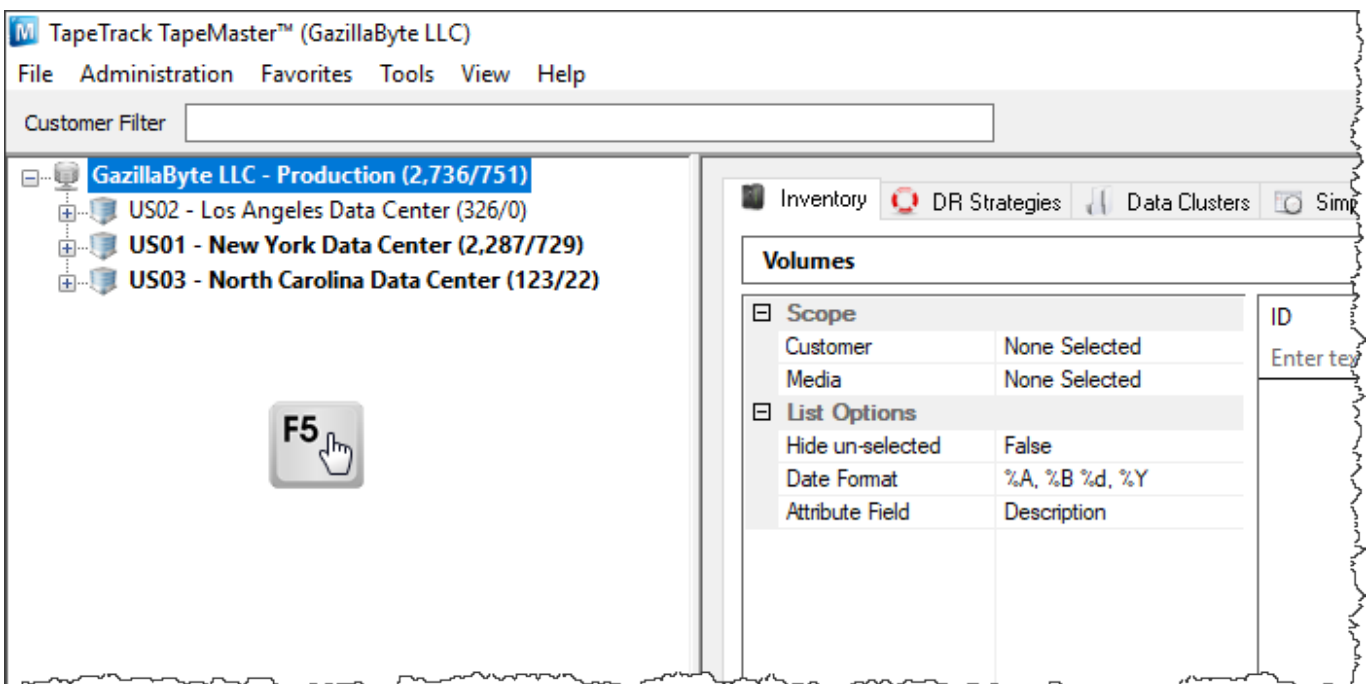 TapeTrack TapeMaster™ (GazillaByte LLC)
File Administration Favorites Tools View Help
Customer Filter
GazillaByte LLC - Production (2,736/751)
US02 - Los Angeles Data Center (326/0)
US01 - New York Data Center (2,287/729)
US03 - North Carolina Data Center (123/22)
F5
Inventory DR Strategies Data Clusters
Volumes
Scope
Customer None Selected
Media None Selected
List Options
Hide un-selected False
Date Format %A, %B %d, %Y
Attribute Field Description
ID
Enter